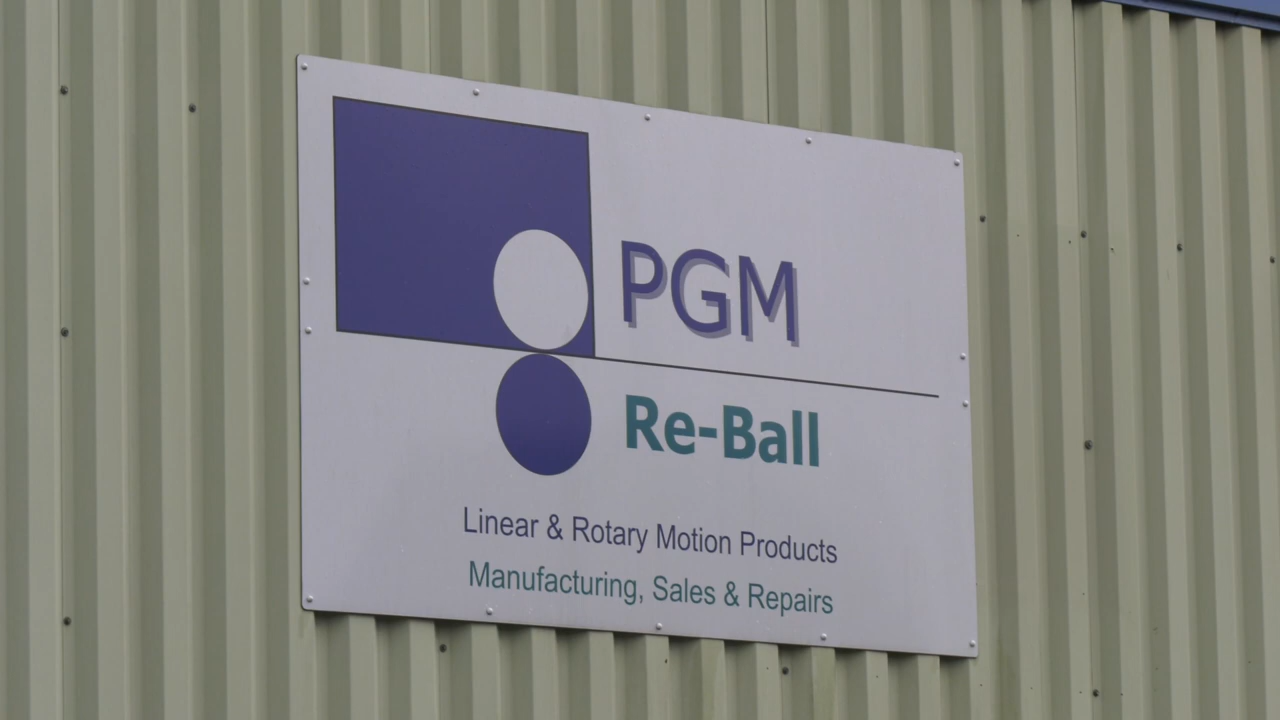 PGM
Re-Ball
Linear & Rotary Motion Products
Manufacturing, Sales & Repairs